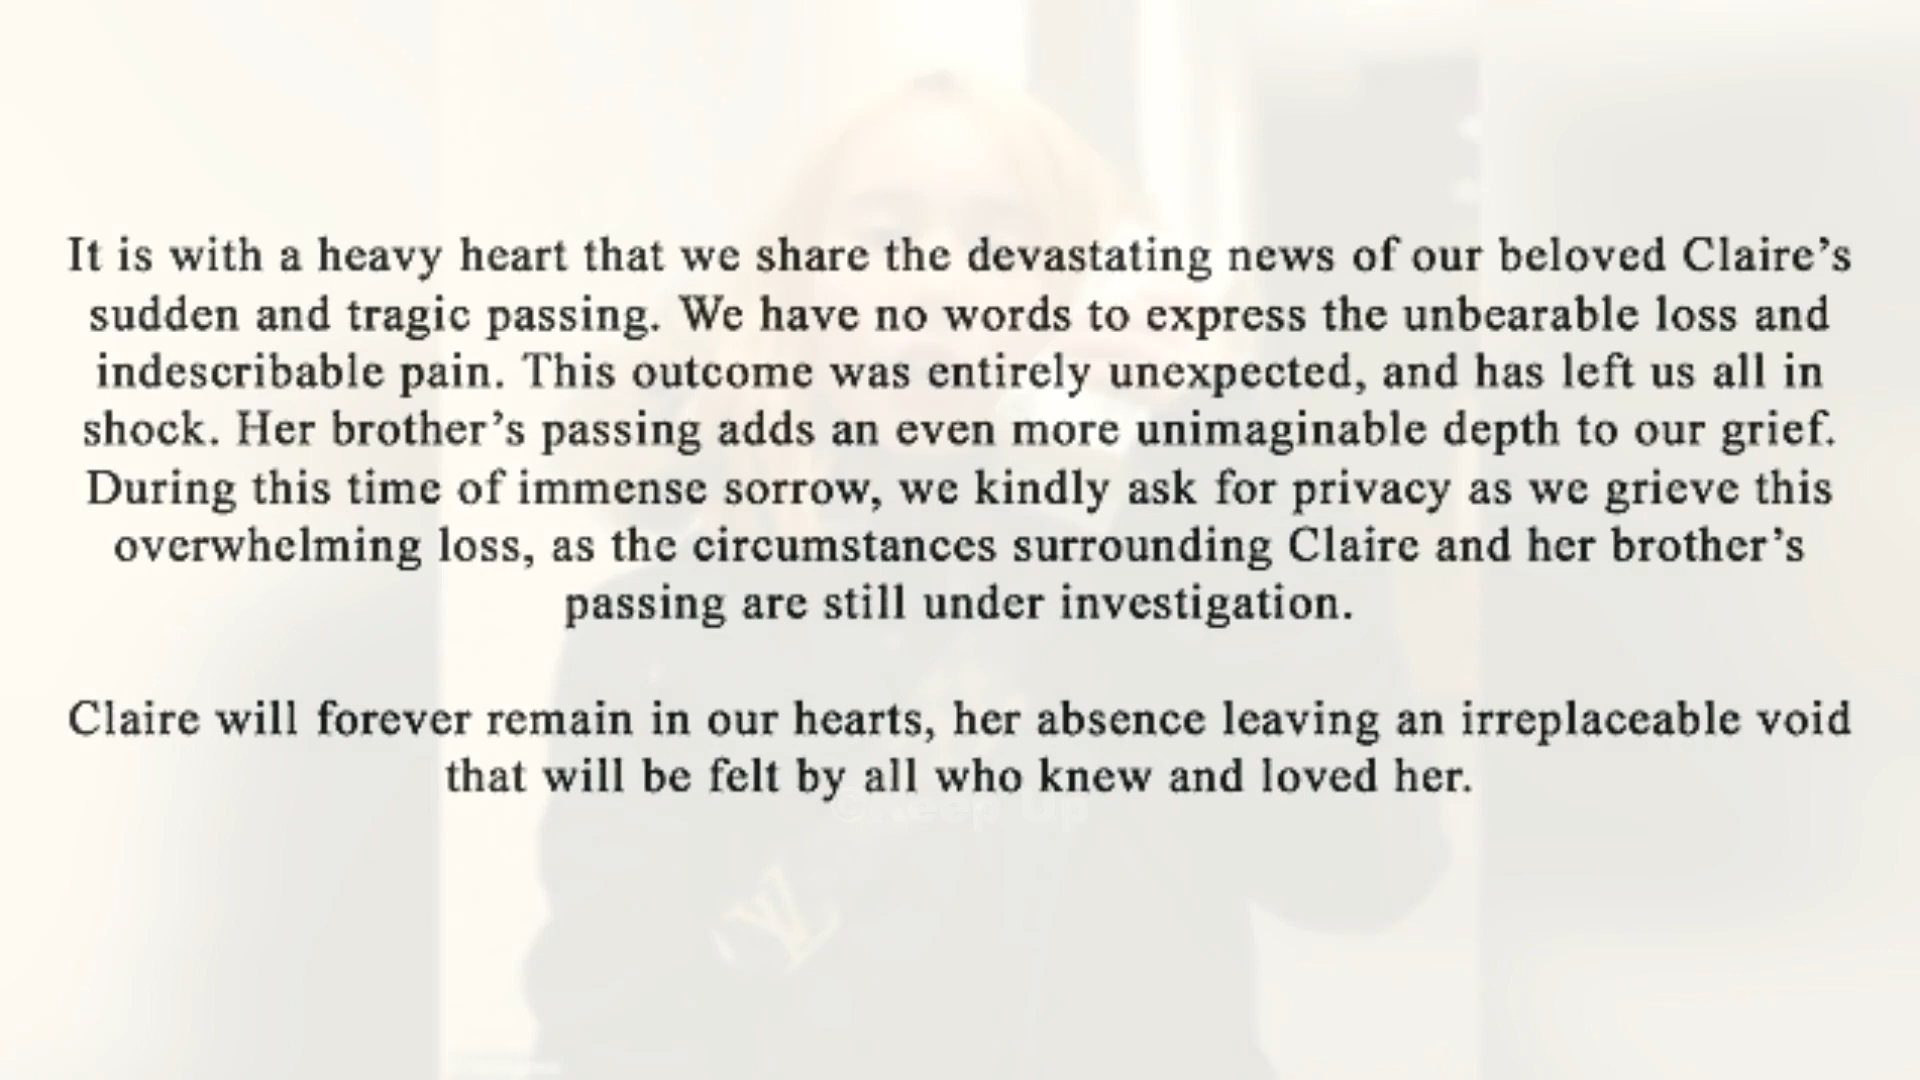 It is with a heavy heart that we share the devastating news of our beloved Claire’s
sudden and tragic passing. We have no words to express the unbearable loss and
indescribable pain. This outcome was entirely unexpected, and has left us all in
shock. Her brother’s passing adds an even more unimaginable depth to our grief.
During this time of immense sorrow, we kindly ask for privacy as we grieve this
overwhelming loss, as the circumstances surrounding Claire and her brother’s
passing are still under investigation.
Claire will forever remain in our hearts, her absence leaving an irreplaceable void
that will be felt by all who knew and loved her.
©Keep Up
LV